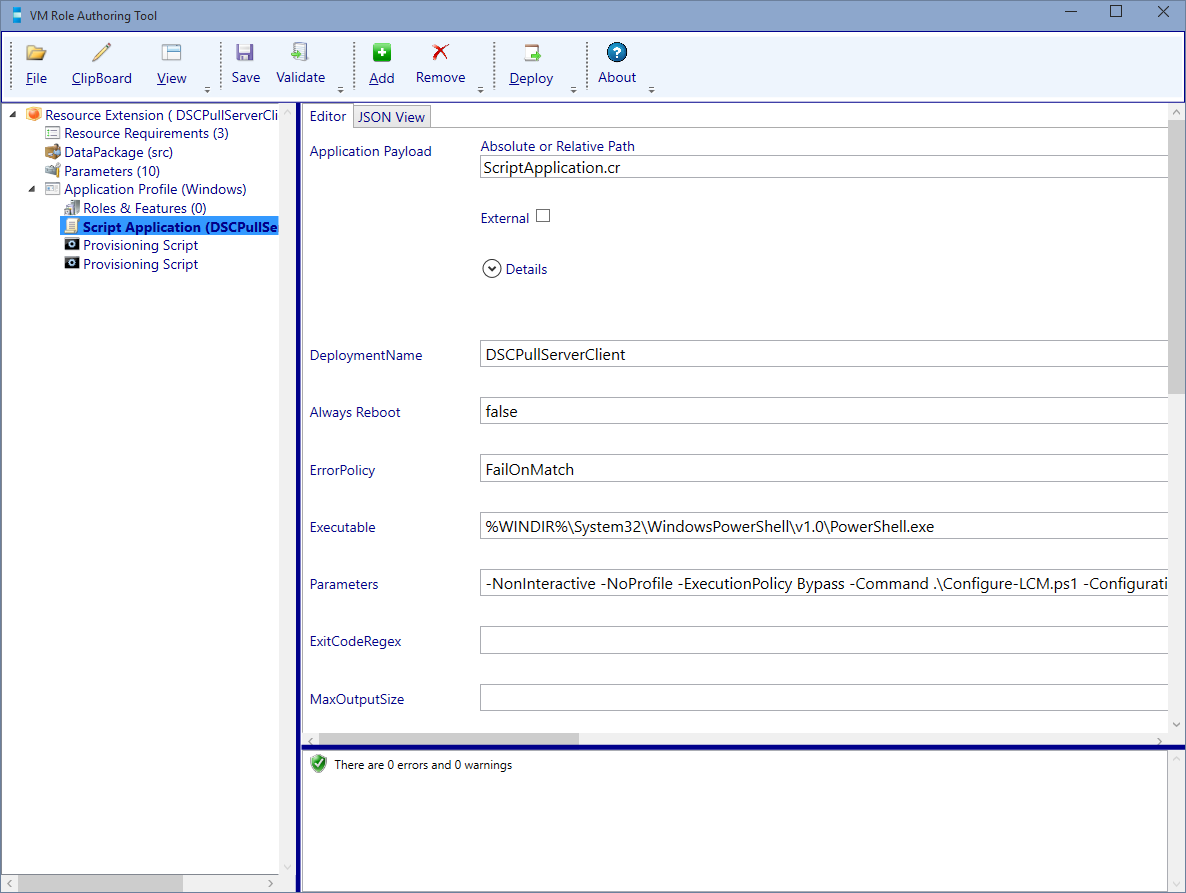 VM Role Authoring Tool
File ClipBoard View Save Validate Add Remove Deploy About
Resource Extension ( DSCPullServerCli
Resource Requirements (3)
DataPackage (src)
Parameters (10)
Application Profile (Windows)
Roles & Features (0)
Script Application (DSCPullSe
Provisioning Script
Provisioning Script
Editor JSON View
Application Payload
Absolute or Relative Path
ScriptApplication.cr
External
Details
DeploymentName DSCPullServerClient
Always Reboot false
ErrorPolicy FailOnMatch
Executable %WINDIR%\System32\WindowsPowerShell\v1.0\PowerShell.exe
Parameters -NonInteractive -NoProfile -ExecutionPolicy Bypass -Command .\Configure-LCM.ps1 -Configurati
ExitCodeRegex
MaxOutputSize
There are 0 errors and 0 warnings